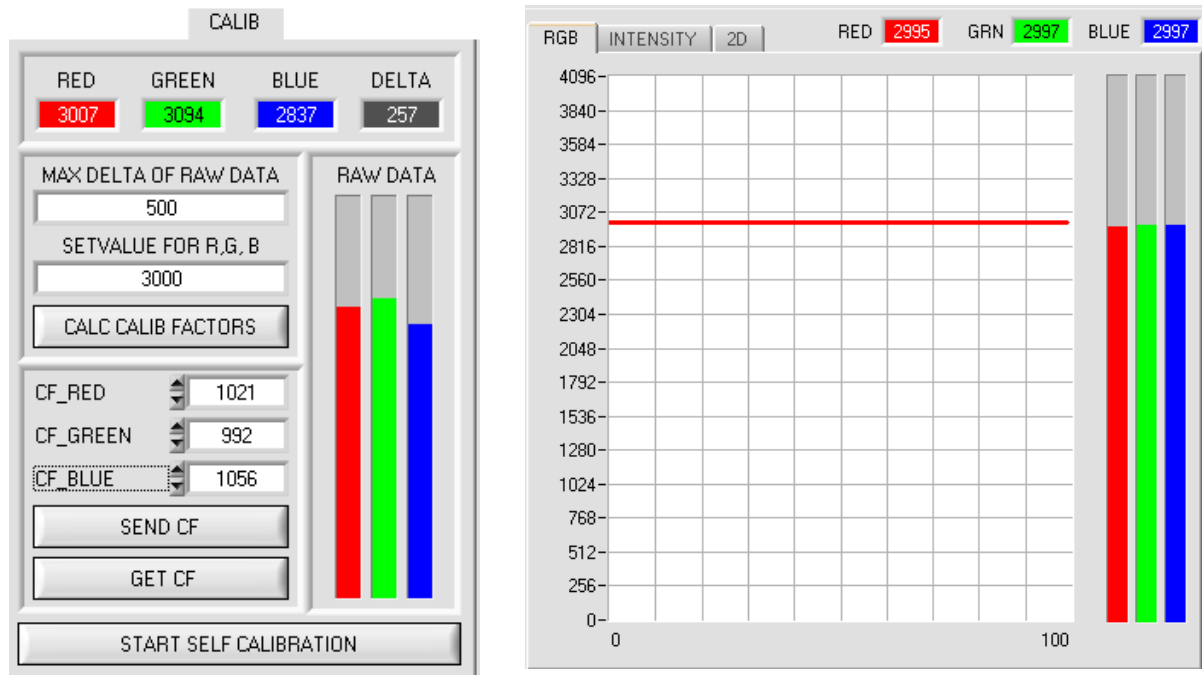 CALIB
RED GREEN BLUE DELTA
3007 3094 2837 257
MAX DELTA OF RAW DATA
500
SETVALUE FOR R,G, B
3000
CALC CALIB FACTORS
RAW DATA
CF_RED 1021
CF_GREEN 992
CF_BLUE 1056
SEND CF
GET CF
START SELF CALIBRATION
RGB INTENSITY 2D RED 2995 GRN 2997 BLUE 2997
4096
3840
3584
3328
3072
2816
2560
2304
2048
1792
1536
1280
1024
768
512
256
0
0 100